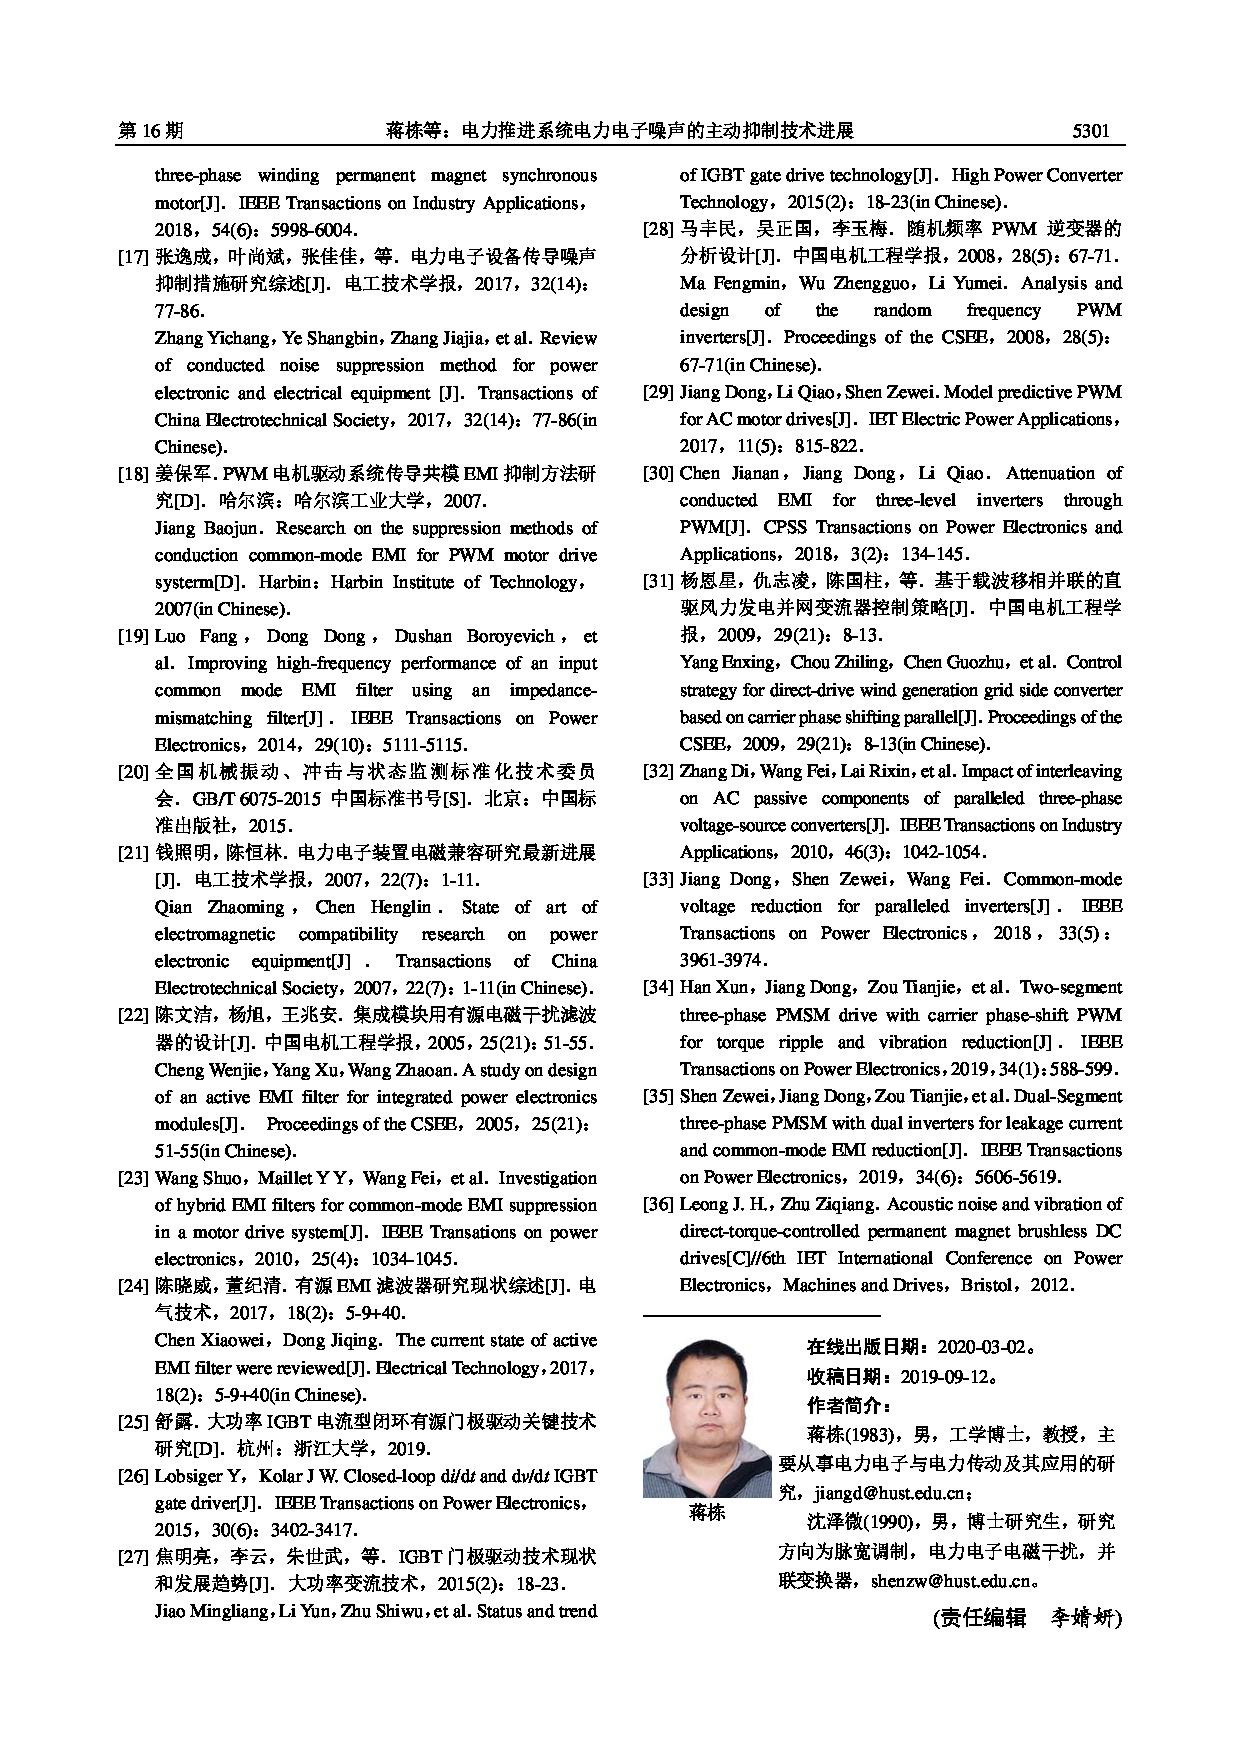 第 16 期 蒋栋等：电力推进系统电力电子噪声的主动抑制技术进展 5301
three-phase winding permanent magnet synchronous
motor[J]．IEEE Transactions on Industry Applications，
2018，54(6)：5998-6004．
[17] 张逸成，叶尚斌，张佳佳，等．电力电子设备传导噪声
抑制措施研究综述[J]．电工技术学报，2017，32(14)：
77-86．
Zhang Yichang，Ye Shangbin，Zhang Jiajia，et al．Review
of conducted noise suppression method for power
electronic and electrical equipment [J]．Transactions of
China Electrotechnical Society，2017，32(14)：77-86(in
Chinese)．
[18] 姜保军．PWM 电机驱动系统传导共模 EMI 抑制方法研
究[D]．哈尔滨：哈尔滨工业大学，2007．
Jiang Baojun．Research on the suppression methods of
conduction common-mode EMI for PWM motor drive
systerm[D]．Harbin：Harbin Institute of Technology，
2007(in Chinese)．
[19] Luo Fang，Dong Dong，Dushan Boroyevich，et
al．Improving high-frequency performance of an input
common mode EMI filter using an impedance-
mismatching filter[J]．IEEE Transactions on Power
Electronics，2014，29(10)：5111-5115．
[20] 全国机械振动、冲击与状态监测标准化技术委员
会．GB/T 6075-2015 中国标准书号[S]．北京：中国标
准出版社，2015．
[21] 钱照明，陈恒林．电力电子装置电磁兼容研究最新进展
[J]．电工技术学报，2007，22(7)：1-11．
Qian Zhaoming，Chen Henglin．State of art of
electromagnetic compatibility research on power
electronic equipment[J]．Transactions of China
Electrotechnical Society，2007，22(7)：1-11(in Chinese)．
[22] 陈文洁，杨旭，王兆安．集成模块用有源电磁干扰滤波
器的设计[J]．中国电机工程学报，2005，25(21)：51-55．
Cheng Wenjie，Yang Xu，Wang Zhaoan．A study on design
of an active EMI filter for integrated power electronics
modules[J]． Proceedings of the CSEE，2005，25(21)：
51-55(in Chinese)．
[23] Wang Shuo，Maillet Y Y，Wang Fei，et al．Investigation
of hybrid EMI filters for common-mode EMI suppression
in a motor drive system[J]．IEEE Transations on power
electronics，2010，25(4)：1034-1045．
[24] 陈晓威，董纪清．有源 EMI 滤波器研究现状综述[J]．电
气技术，2017，18(2)：5-9+40．
Chen Xiaowei，Dong Jiqing．The current state of active
EMI filter were reviewed[J]．Electrical Technology，2017，
18(2)：5-9+40(in Chinese)．
[25] 舒露．大功率 IGBT 电流型闭环有源门极驱动关键技术
研究[D]．杭州：浙江大学，2019．
[26] Lobsiger Y，Kolar J W. Closed-loop di/dt and dv/dt IGBT
gate driver[J]．IEEE Transactions on Power Electronics，
2015，30(6)：3402-3417．
[27] 焦明亮，李云，朱世武，等．IGBT 门极驱动技术现状
和发展趋势[J]．大功率变流技术，2015(2)：18-23．
Jiao Mingliang，Li Yun，Zhu Shiwu，et al. Status and trend
of IGBT gate drive technology[J]．High Power Converter
Technology，2015(2)：18-23(in Chinese)．
[28] 马丰民，吴正国，李玉梅．随机频率 PWM 逆变器的
分析设计[J]．中国电机工程学报，2008，28(5)：67-71．
Ma Fengmin，Wu Zhengguo，Li Yumei．Analysis and
design of the random frequency PWM
inverters[J]．Proceedings of the CSEE，2008，28(5)：
67-71(in Chinese)．
[29] Jiang Dong，Li Qiao，Shen Zewei. Model predictive PWM
for AC motor drives[J]．IET Electric Power Applications，
2017，11(5)：815-822．
[30] Chen Jianan，Jiang Dong，Li Qiao．Attenuation of
conducted EMI for three-level inverters through
PWM[J]．CPSS Transactions on Power Electronics and
Applications，2018，3(2)：134-145．
[31] 杨恩星，仇志凌，陈国柱，等．基于载波移相并联的直
驱风力发电并网变流器控制策略[J]．中国电机工程学
报，2009，29(21)：8-13．
Yang Enxing，Chou Zhiling，Chen Guozhu，et al．Control
strategy for direct-drive wind generation grid side converter
based on carrier phase shifting parallel[J]．Proceedings of the
CSEE，2009，29(21)：8-13(in Chinese)．
[32] Zhang Di，Wang Fei，Lai Rixin，et al. Impact of interleaving
on AC passive components of paralleled three-phase
voltage-source converters[J]．IEEE Transactions on Industry
Applications，2010，46(3)：1042-1054．
[33] Jiang Dong，Shen Zewei，Wang Fei．Common-mode
voltage reduction for paralleled inverters[J]．IEEE
Transactions on Power Electronics，2018，33(5)：
3961-3974．
[34] Han Xun，Jiang Dong，Zou Tianjie，et al．Two-segment
three-phase PMSM drive with carrier phase-shift PWM
for torque ripple and vibration reduction[J]．IEEE
Transactions on Power Electronics，2019，34(1)：588-599．
[35] Shen Zewei，Jiang Dong，Zou Tianjie，et al. Dual-Segment
three-phase PMSM with dual inverters for leakage current
and common-mode EMI reduction[J]．IEEE Transactions
on Power Electronics，2019，34(6)：5606-5619．
[36] Leong J. H.，Zhu Ziqiang．Acoustic noise and vibration of
direct-torque-controlled permanent magnet brushless DC
drives[C]//6th IET International Conference on Power
Electronics，Machines and Drives，Bristol，2012．
蒋栋
在线出版日期：2020-03-02。
收稿日期：2019-09-12。
作者简介：
蒋栋(1983)，男，工学博士，教授，主
要从事电力电子与电力传动及其应用的研
究，jiangd@hust.edu.cn；
沈泽微(1990)，男，博士研究生，研究
方向为脉宽调制，电力电子电磁干扰，并
联变换器，shenzw@hust.edu.cn。
(责任编辑 李婧妍)